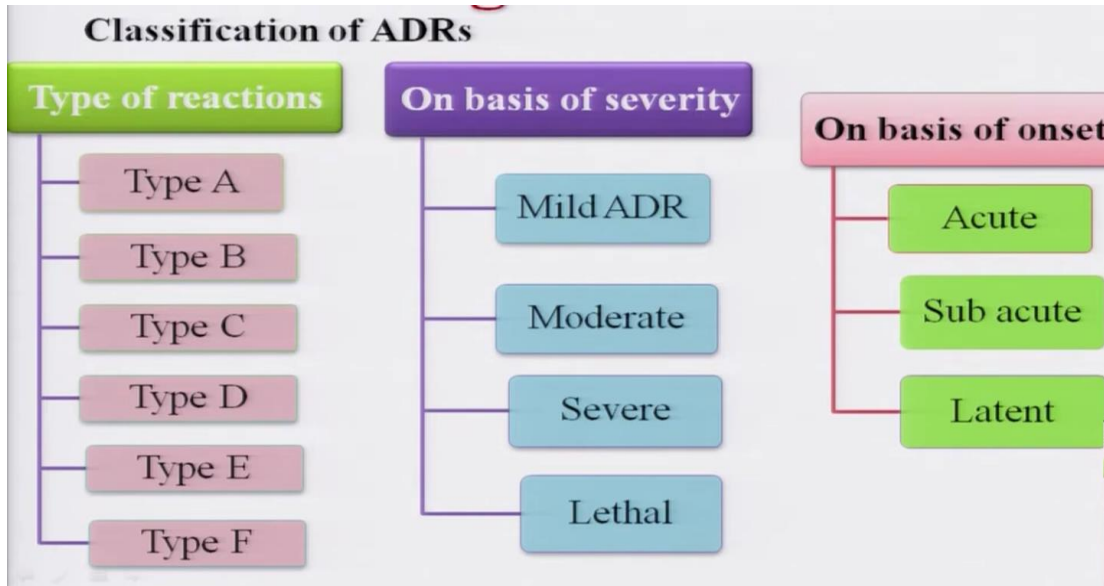 Classification of ADRs
Type of reactions
Type A
Type B
Type C
Type D
Type E
Type F
On basis of severity
Mild ADR
Moderate
Severe
Lethal
On basis of onset
Acute
Sub acute
Latent